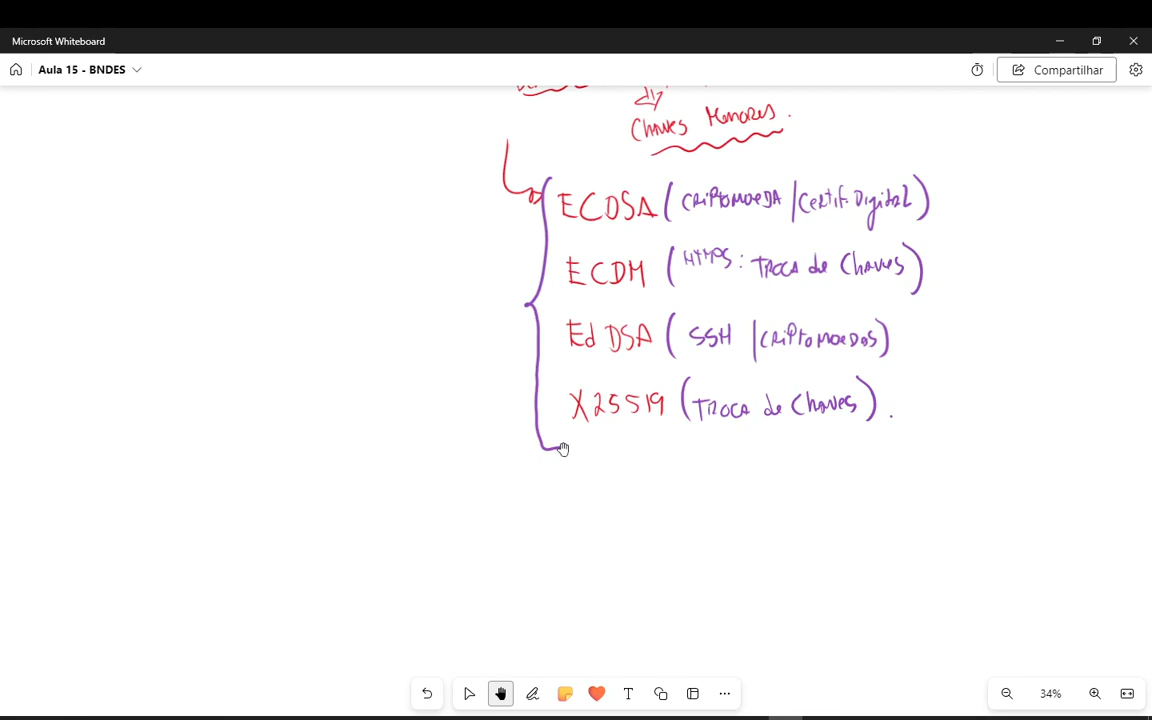 Microsoft Whiteboard
Aula 15 - BNDES
Compartilhar
Chaves Menores.
ECDSA (CRIPTOMOEDA | Certif. Digital)
ECDH (HTTPS: TROCA de Chaves)
EdDSA (SSH | CRIPTOMOEDAS)
X25519 (TROCA de Chaves).
34%